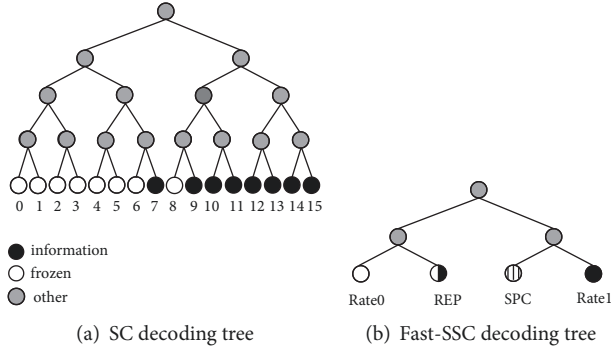 0 1 2 3 4 5 6 7 8 9 10 11 12 13 14 15
information
frozen
other
Rate0 REP SPC Rate1
(a) SC decoding tree
(b) Fast-SSC decoding tree